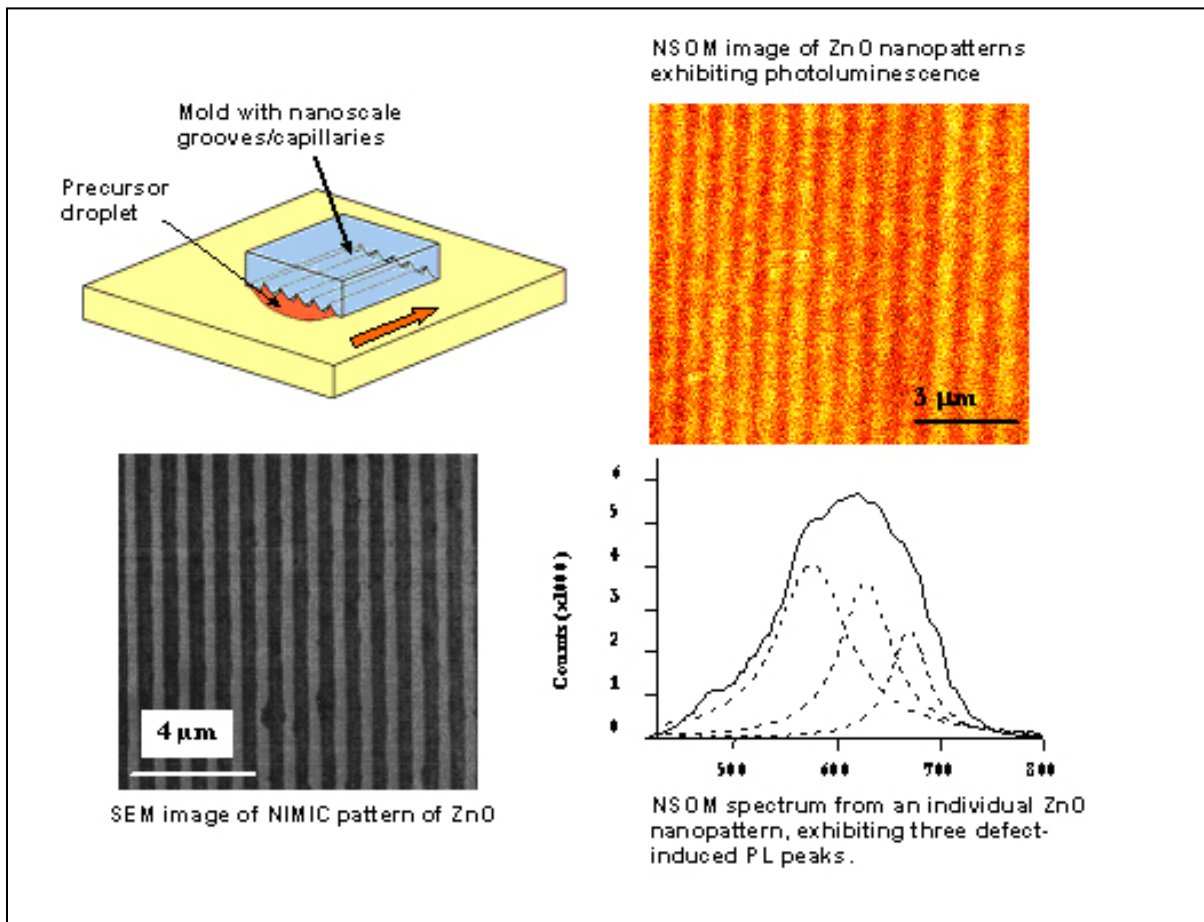 Mold with nanoscale
grooves/capillaries
Precursor
droplet
NSOM image of ZnO nanopatterns
exhibiting photoluminescence
3 μm
4 μm
SEM image of NIMIC pattern of ZnO
Counts (x1000)
6
5
4
3
2
1
0
500 600 700 800
NSOM spectrum from an individual ZnO
nanopattern, exhibiting three defect-
induced PL peaks.